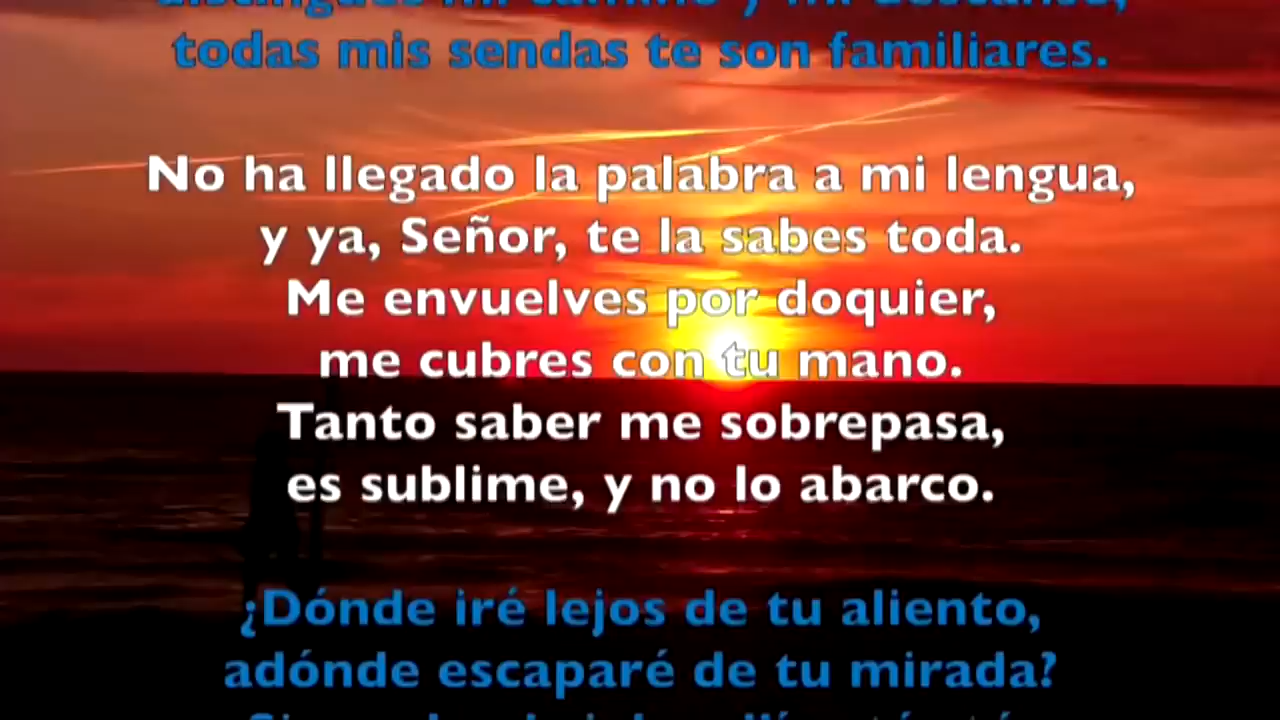 todas mis sendas te son familiares.
No ha llegado la palabra a mi lengua,
y ya, Señor, te la sabes toda.
Me envuelves por doquier,
me cubres con tu mano.
Tanto saber me sobrepasa,
es sublime, y no lo abarco.
¿Dónde iré lejos de tu aliento,
adónde escaparé de tu mirada?